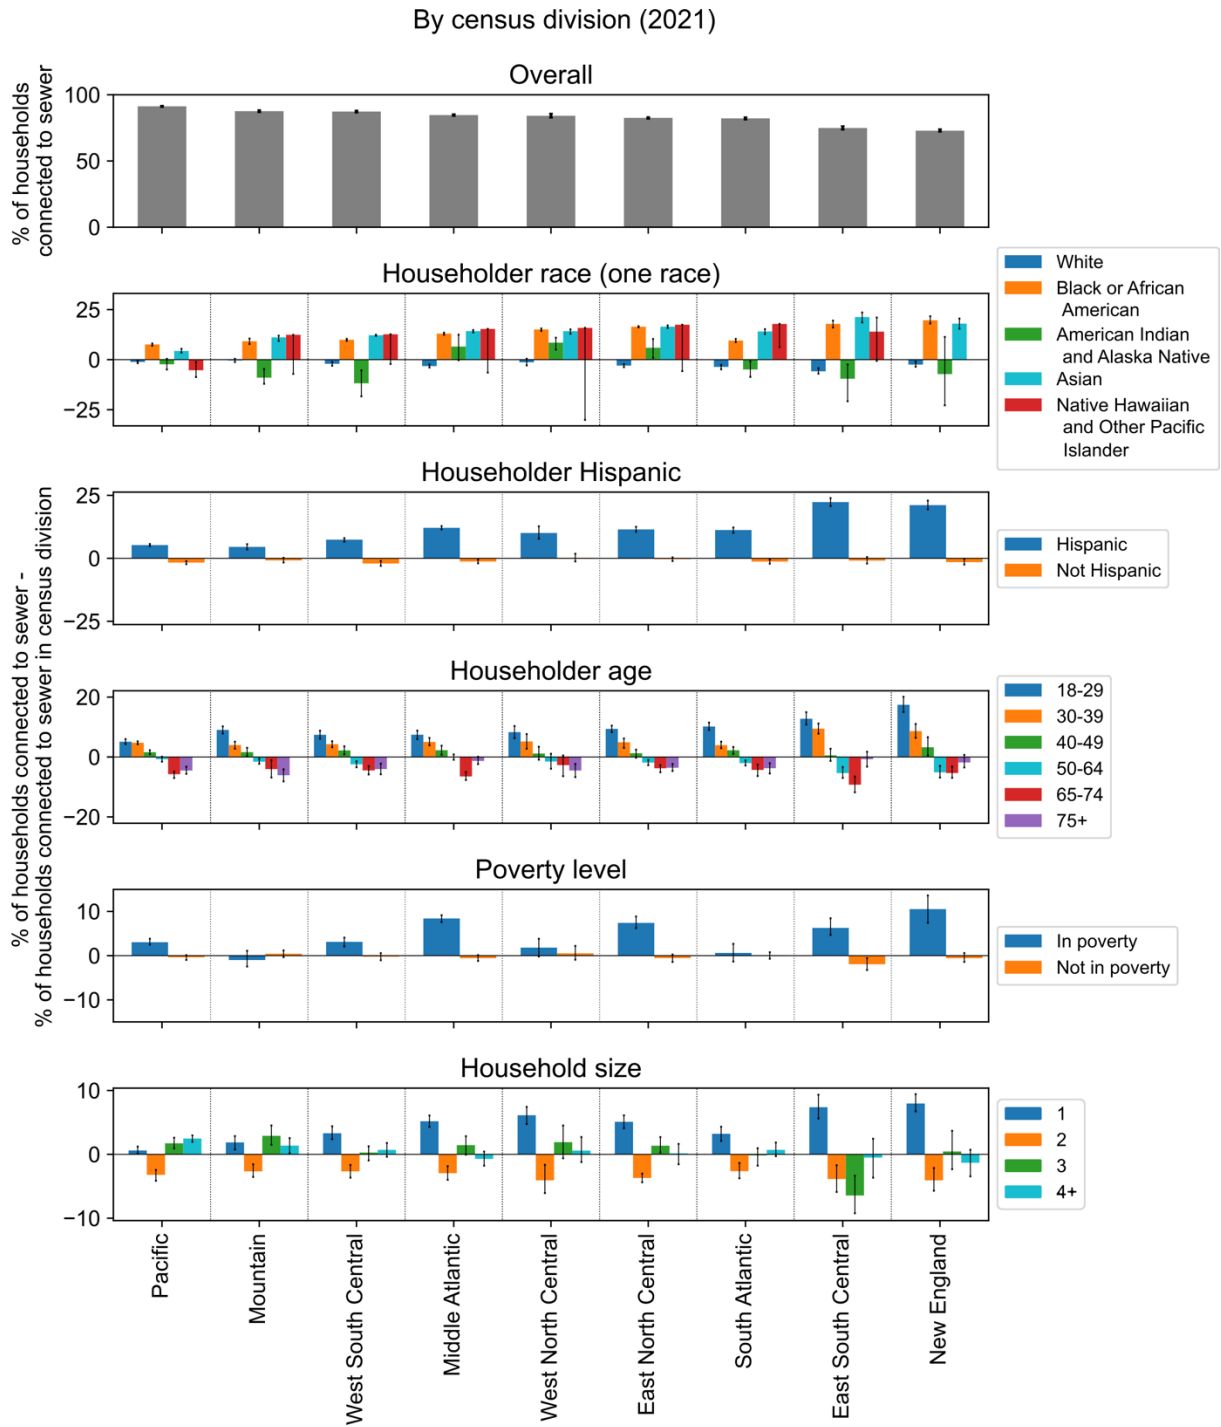 By census division (2021)
Overall
% of households
connected to sewer
100
50
0
Householder race (one race)
25
0
−25
White
Black or African
American
American Indian
and Alaska Native
Asian
Native Hawaiian
and Other Pacific
Islander
% of households connected to sewer -
% of households connected to sewer in census division
Householder Hispanic
25
0
−25
Hispanic
Not Hispanic
Householder age
20
0
−20
18-29
30-39
40-49
50-64
65-74
75+
Poverty level
10
0
−10
In poverty
Not in poverty
Household size
10
0
−10
1
2
3
4+
Pacific
Mountain
West South Central
Middle Atlantic
West North Central
East North Central
South Atlantic
East South Central
New England